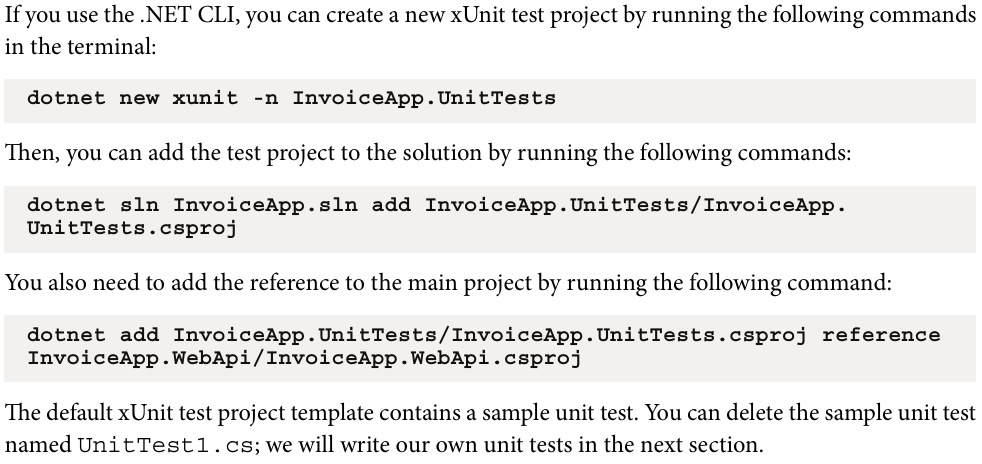 If you use the .NET CLI, you can create a new xUnit test project by running the following commands
in the terminal:
dotnet new xunit -n InvoiceApp.UnitTests
Then, you can add the test project to the solution by running the following commands:
dotnet sln InvoiceApp.sln add InvoiceApp.UnitTests/InvoiceApp.
UnitTests.csproj
You also need to add the reference to the main project by running the following command:
dotnet add InvoiceApp.UnitTests/InvoiceApp.UnitTests.csproj reference
InvoiceApp.WebApi/InvoiceApp.WebApi.csproj
The default xUnit test project template contains a sample unit test. You can delete the sample unit test
named UnitTest1.cs; we will write our own unit tests in the next section.